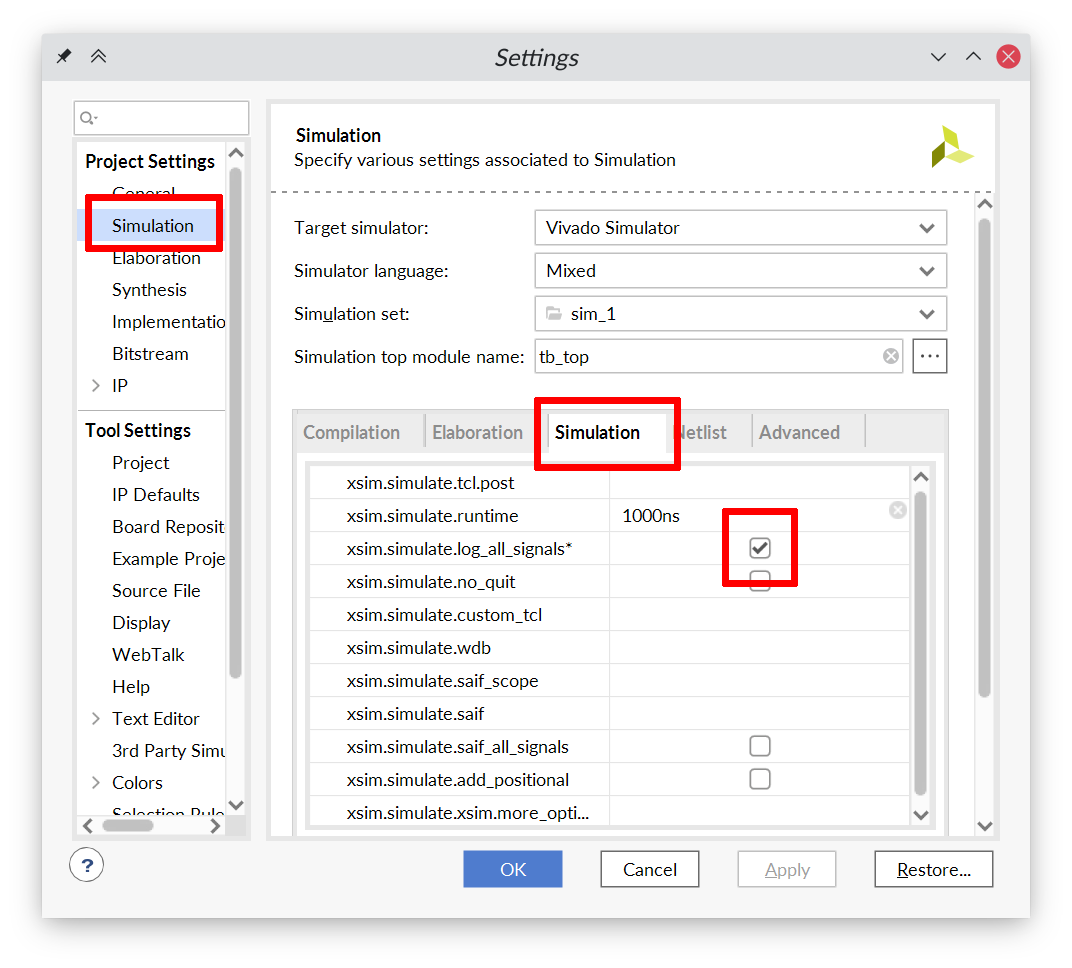 Settings
Project Settings
General
Simulation
Elaboration
Synthesis
Implementatio
Bitstream
IP
Tool Settings
Project
IP Defaults
Board Reposit
Example Proje
Source File
Display
WebTalk
Help
Text Editor
3rd Party Simu
Colors
Selection Rule
Simulation
Specify various settings associated to Simulation
Target simulator: Vivado Simulator
Simulator language: Mixed
Simulation set: sim_1
Simulation top module name: tb_top ...
Compilation Elaboration Simulation Netlist Advanced
xsim.simulate.tcl.post
xsim.simulate.runtime 1000ns
xsim.simulate.log_all_signals*
xsim.simulate.no_quit
xsim.simulate.custom_tcl
xsim.simulate.wdb
xsim.simulate.saif_scope
xsim.simulate.saif
xsim.simulate.saif_all_signals
xsim.simulate.add_positional
xsim.simulate.xsim.more_opti...
? OK Cancel Apply Restore...